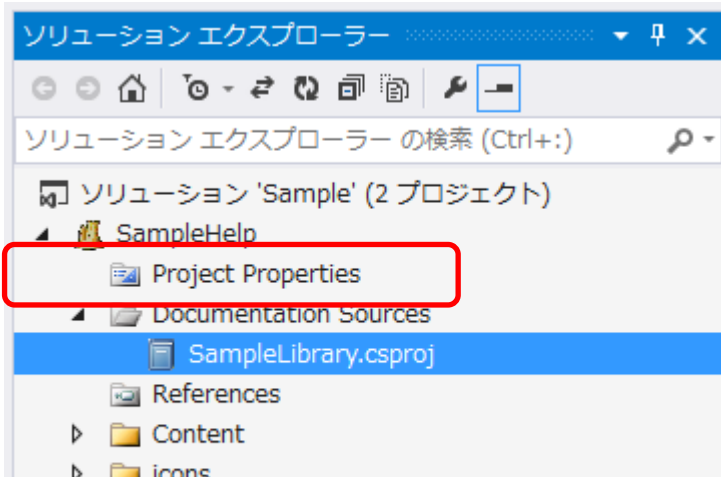 ソリューション エクスプローラー
ソリューション エクスプローラー の検索 (Ctrl+:)
ソリューション 'Sample' (2 プロジェクト)
SampleHelp
Project Properties
Documentation Sources
SampleLibrary.csproj
References
Content
icons